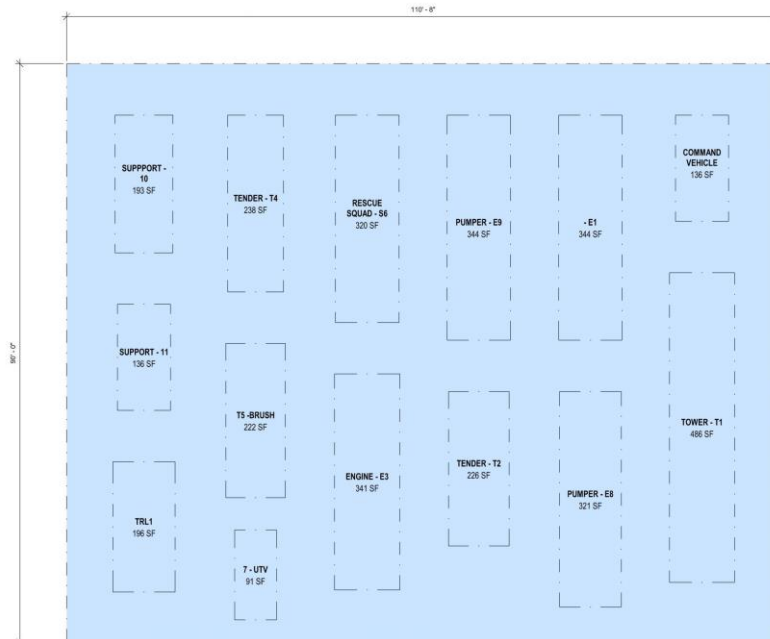 110' - 8"
SUPPPORT -
10
193 SF
TENDER - T4
238 SF
RESCUE
SQUAD - S6
320 SF
PUMPER - E9
344 SF
- E1
344 SF
COMMAND
VEHICLE
136 SF
SUPPORT - 11
136 SF
T5 -BRUSH
222 SF
ENGINE - E3
341 SF
TENDER - T2
226 SF
PUMPER - E8
321 SF
TOWER - T1
486 SF
TRL1
196 SF
7 - UTV
91 SF